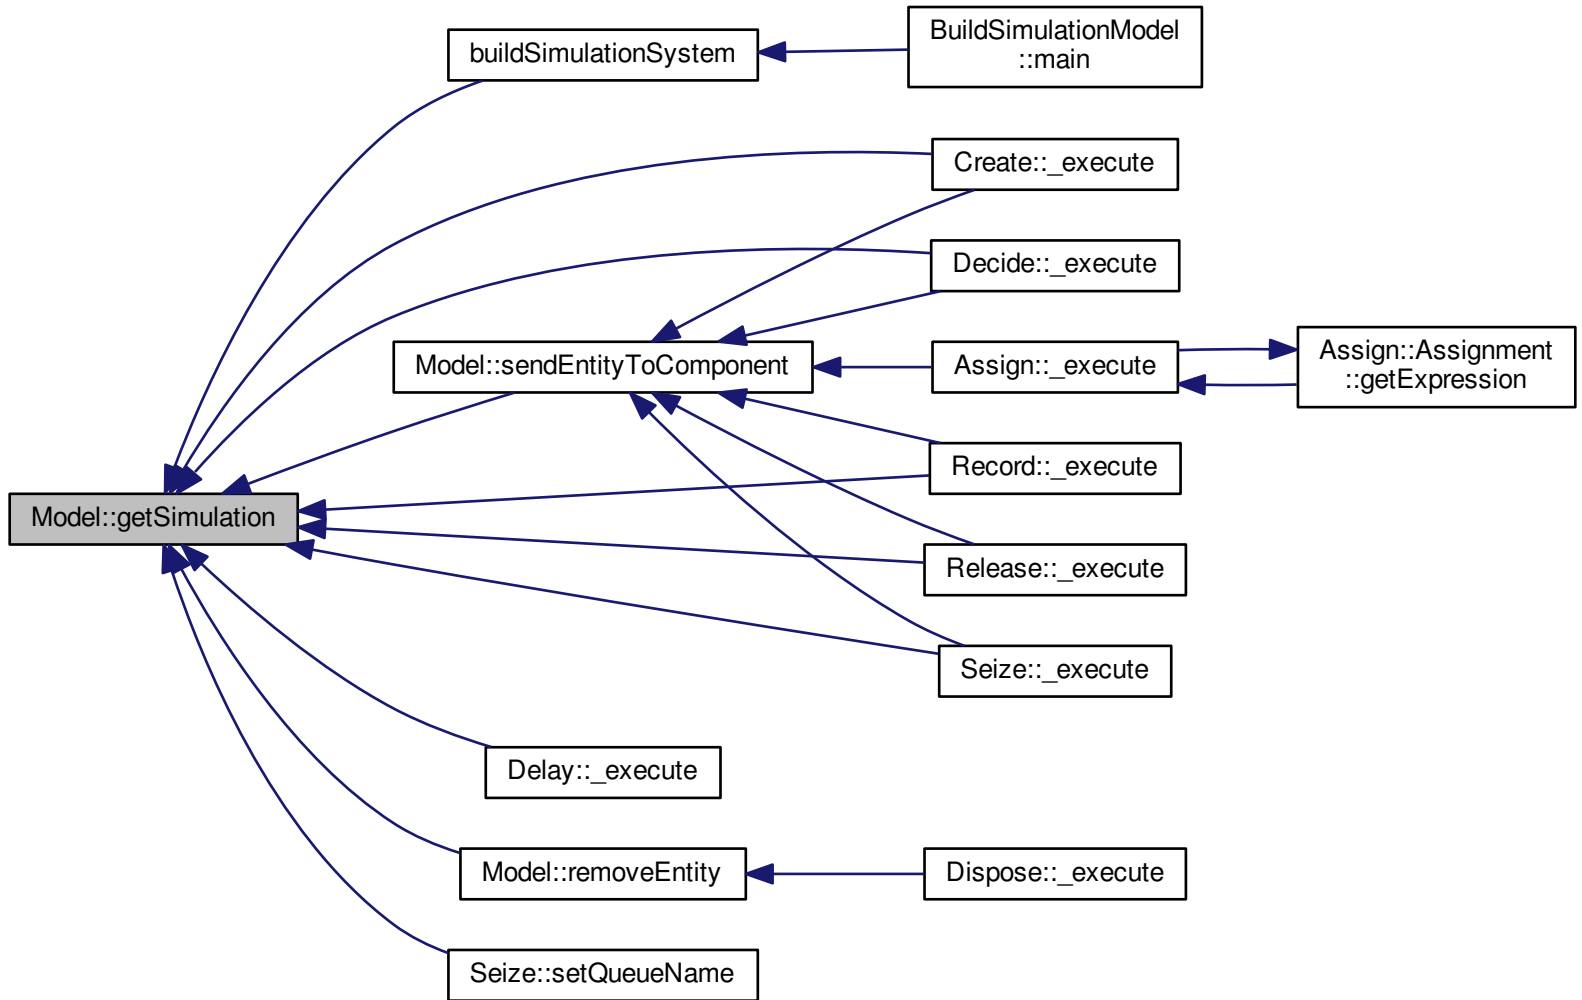 buildSimulationSystem
BuildSimulationModel
::main
Create::_execute
Decide::_execute
Model::sendEntityToComponent
Assign::_execute
Assign::Assignment
::getExpression
Record::_execute
Model::getSimulation
Release::_execute
Seize::_execute
Delay::_execute
Model::removeEntity
Dispose::_execute
Seize::setQueueName